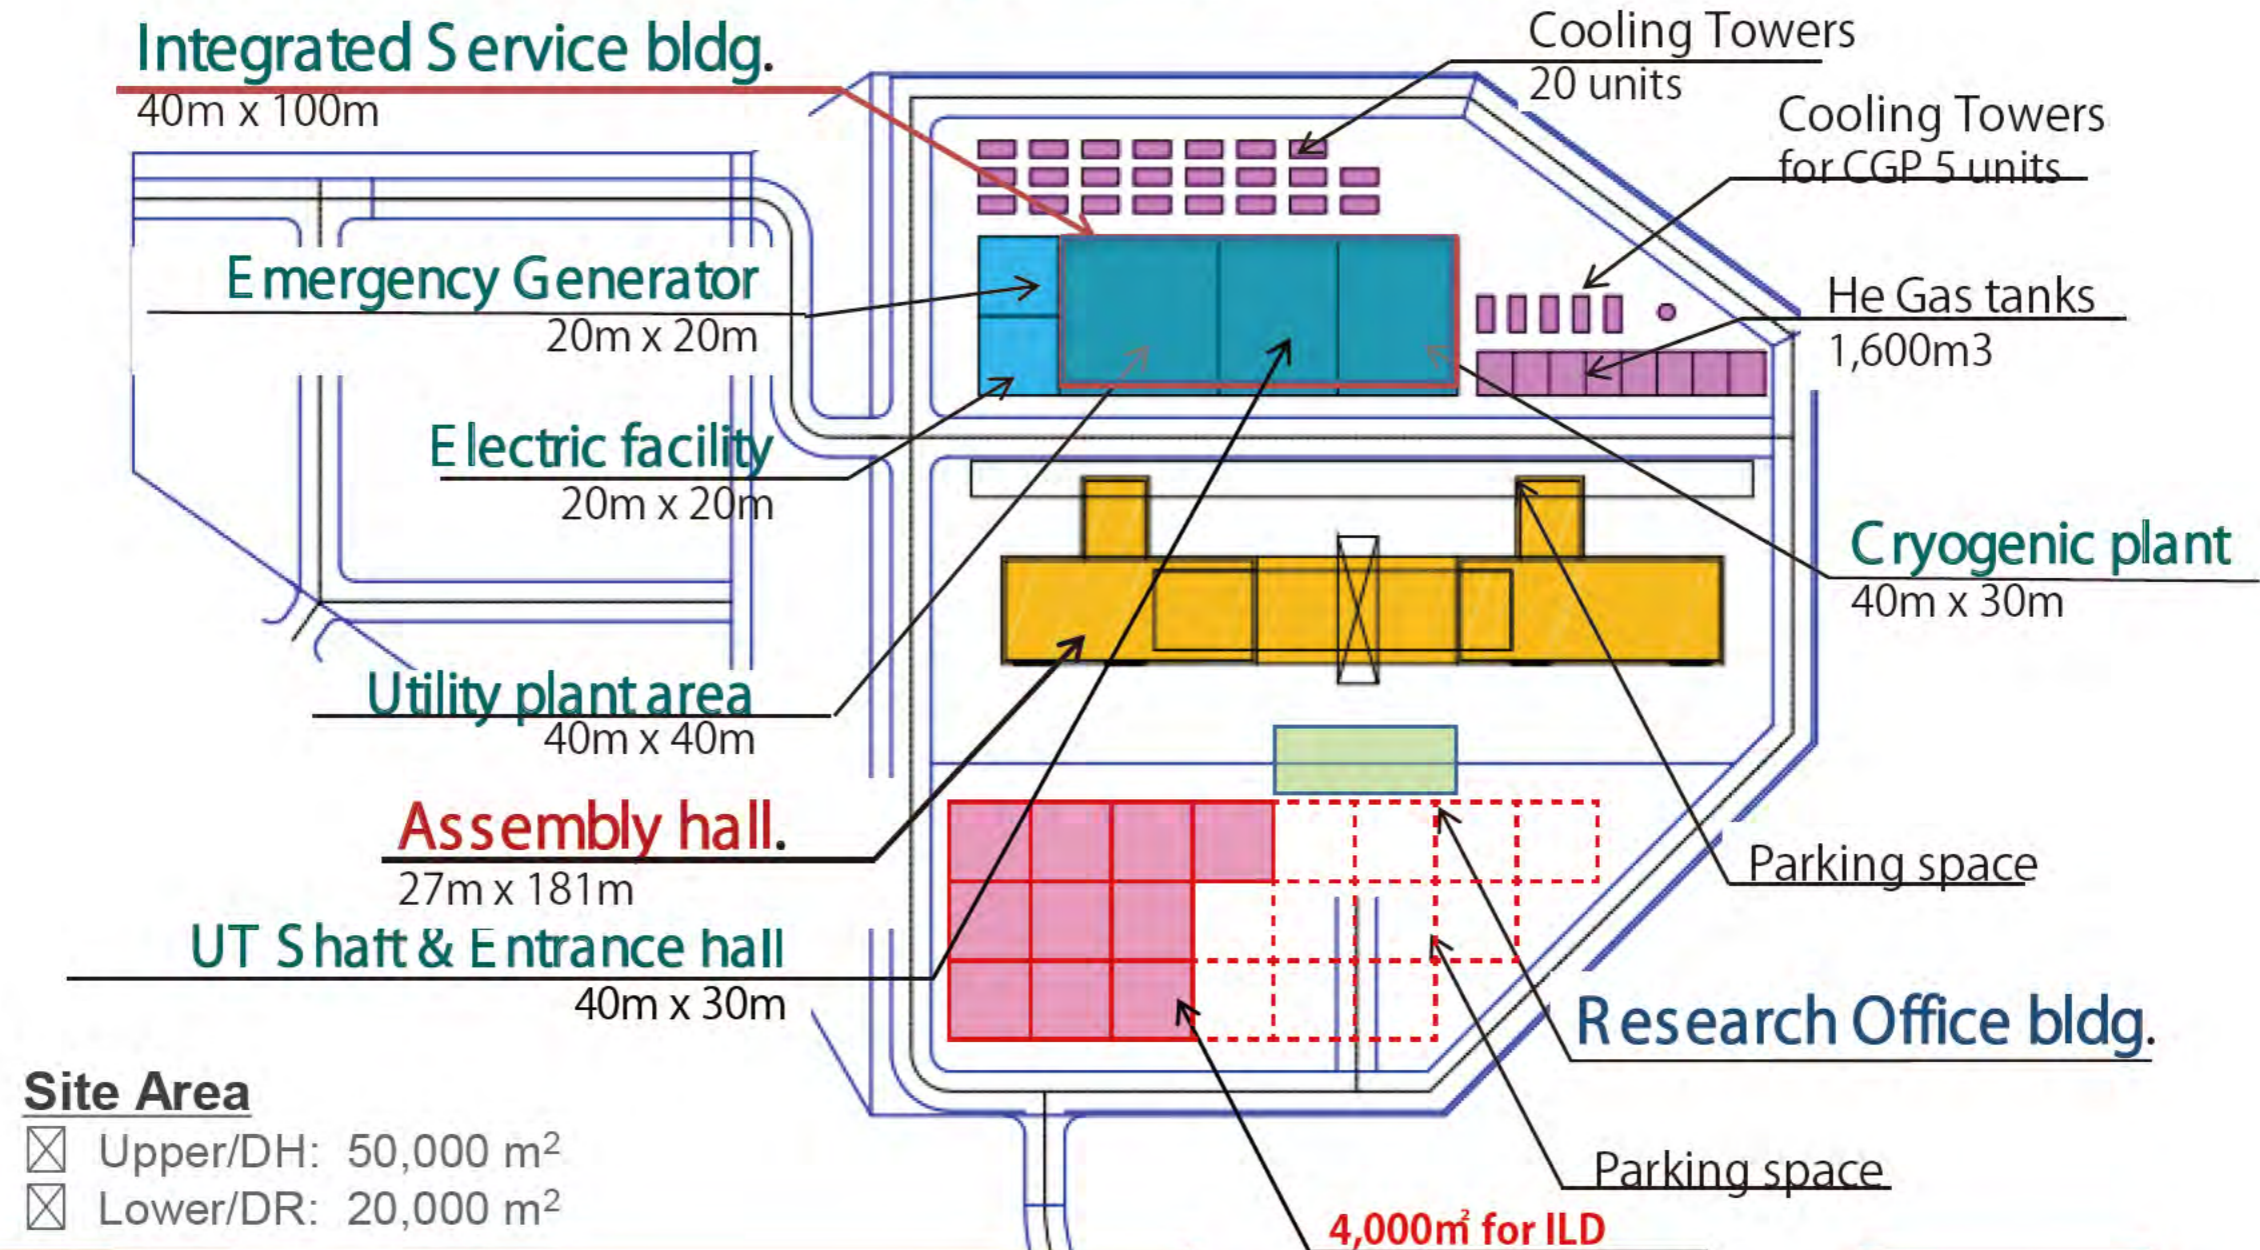 Integrated Service bldg.
40m x 100m
Cooling Towers
20 units
Cooling Towers
for CGP 5 units
Emergency Generator
20m x 20m
He Gas tanks
1,600m3
Electric facility
20m x 20m
Cryogenic plant
40m x 30m
Utility plant area
40m x 40m
Assembly hall.
27m x 181m
Parking space
UT Shaft & Entrance hall
40m x 30m
Research Office bldg.
Site Area
Upper/DH: 50,000 m²
Lower/DR: 20,000 m²
Parking space
4,000㎡ for ILD